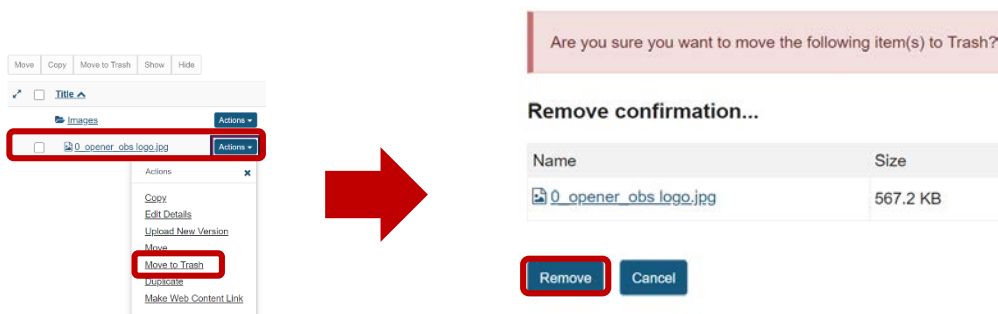 Move Copy Move to Trash Show Hide
Title
Images Actions
0_opener_obs logo.jpg Actions
Actions x
Copy
Edit Details
Upload New Version
Move
Move to Trash
Duplicate
Make Web Content Link
Are you sure you want to move the following item(s) to Trash?
Remove confirmation...
Name Size
0_opener_obs logo.jpg 567.2 KB
Remove Cancel